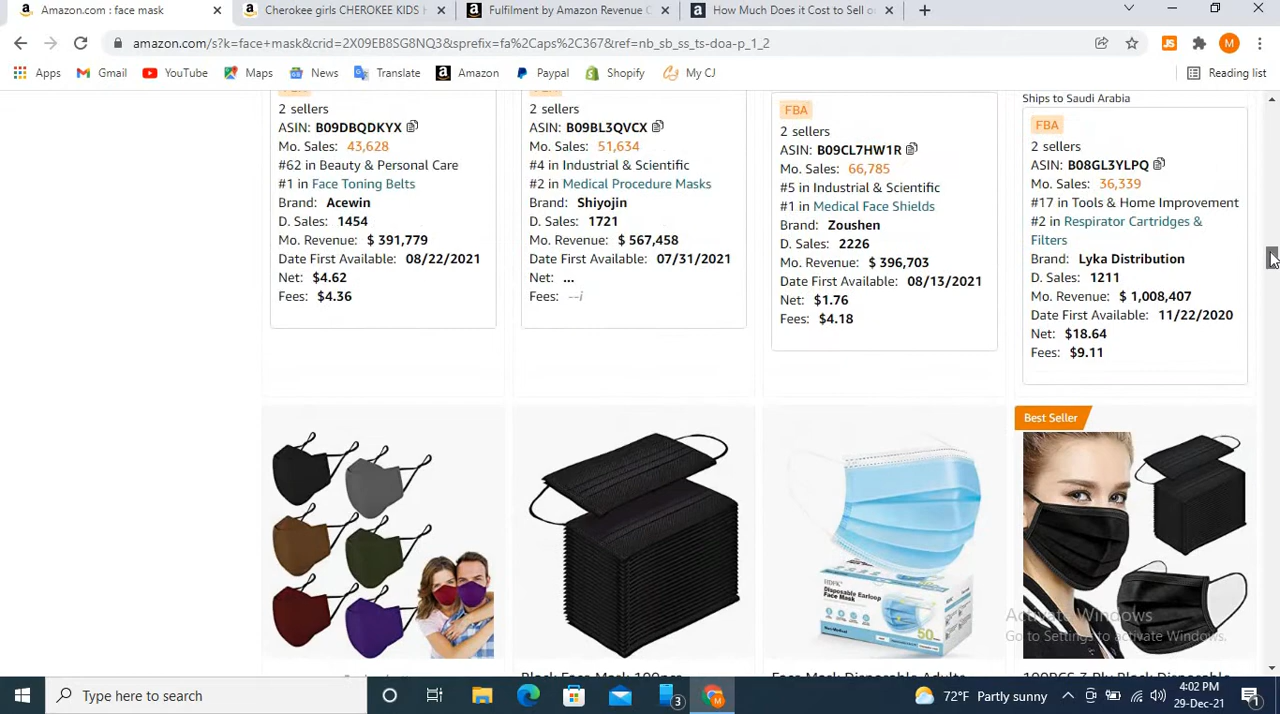 Amazon.com : face mask
Cherokee girls CHEROKEE KIDS H
Fulfilment by Amazon Revenue C
How Much Does it Cost to Sell o
amazon.com/s?k=face+mask&crid=2X09EB8SG8NQ3&sprefix=fa%2Caps%2C367&ref=nb_sb_ss_ts-doa-p_1_2
JS
M
Apps
Gmail
YouTube
Maps
News
Translate
Amazon
Paypal
Shopify
My CJ
Reading list
2 sellers
ASIN: B09DBQDKYX
Mo. Sales: 43,628
#62 in Beauty & Personal Care
#1 in Face Toning Belts
Brand: Acewin
D. Sales: 1454
Mo. Revenue: $ 391,779
Date First Available: 08/22/2021
Net: $4.62
Fees: $4.36
2 sellers
ASIN: B09BL3QVCX
Mo. Sales: 51,634
#4 in Industrial & Scientific
#2 in Medical Procedure Masks
Brand: Shiyojin
D. Sales: 1721
Mo. Revenue: $ 567,458
Date First Available: 07/31/2021
Net: ...
Fees: --i
FBA
2 sellers
ASIN: B09CL7HW1R
Mo. Sales: 66,785
#5 in Industrial & Scientific
#1 in Medical Face Shields
Brand: Zoushen
D. Sales: 2226
Mo. Revenue: $ 396,703
Date First Available: 08/13/2021
Net: $1.76
Fees: $4.18
Ships to Saudi Arabia
FBA
2 sellers
ASIN: B08GL3YLPQ
Mo. Sales: 36,339
#17 in Tools & Home Improvement
#2 in Respirator Cartridges &
Filters
Brand: Lyka Distribution
D. Sales: 1211
Mo. Revenue: $ 1,008,407
Date First Available: 11/22/2020
Net: $18.64
Fees: $9.11
Best Seller
HDPK
Disposable Earloop
Face Mask
Non-Medical
50
Activate Windows
Go to Settings to activate Windows.
Black Face Mask 100pcs
Face Mask Disposable Adults
100PCS 3 Ply Black Disposable
Type here to search
3
M
72°F Partly sunny
4:02 PM
29-Dec-21
1